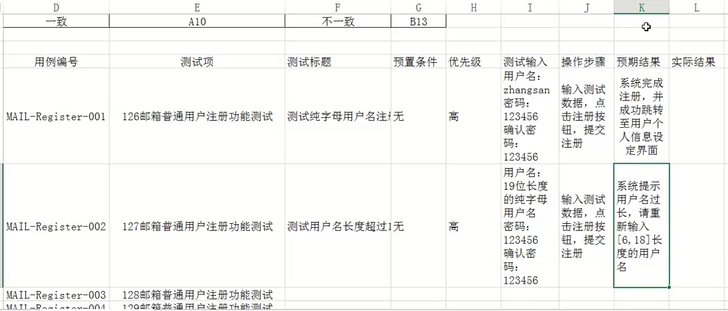 D E F G H I J K L
一致 A10 不一致 B13
用例编号 测试项 测试标题 预置条件 优先级 测试输入 操作步骤 预期结果 实际结果
MAIL-Register-001 126邮箱普通用户注册功能测试 测试纯字母用户名注 无 高
用户名:
zhangsan
密码:
123456
确认密
码:
123456
输入测试
数据,点
击注册按
钮,提交
注册
系统完成
注册,并
成功跳转
至用户个
人信息设
定界面
MAIL-Register-002 127邮箱普通用户注册功能测试 测试用户名长度超过1 无 高
用户名:
19位长度
的纯字母
用户名
密码:
123456
确认密
码:
123456
输入测试
数据,点
击注册按
钮,提交
注册
系统提示
用户名过
长,请重
新输入
[6,18]长
度的用户
名
MAIL-Register-003 128邮箱普通用户注册功能测试
MAIL-Register-004 129邮箱普通用户注册功能测试